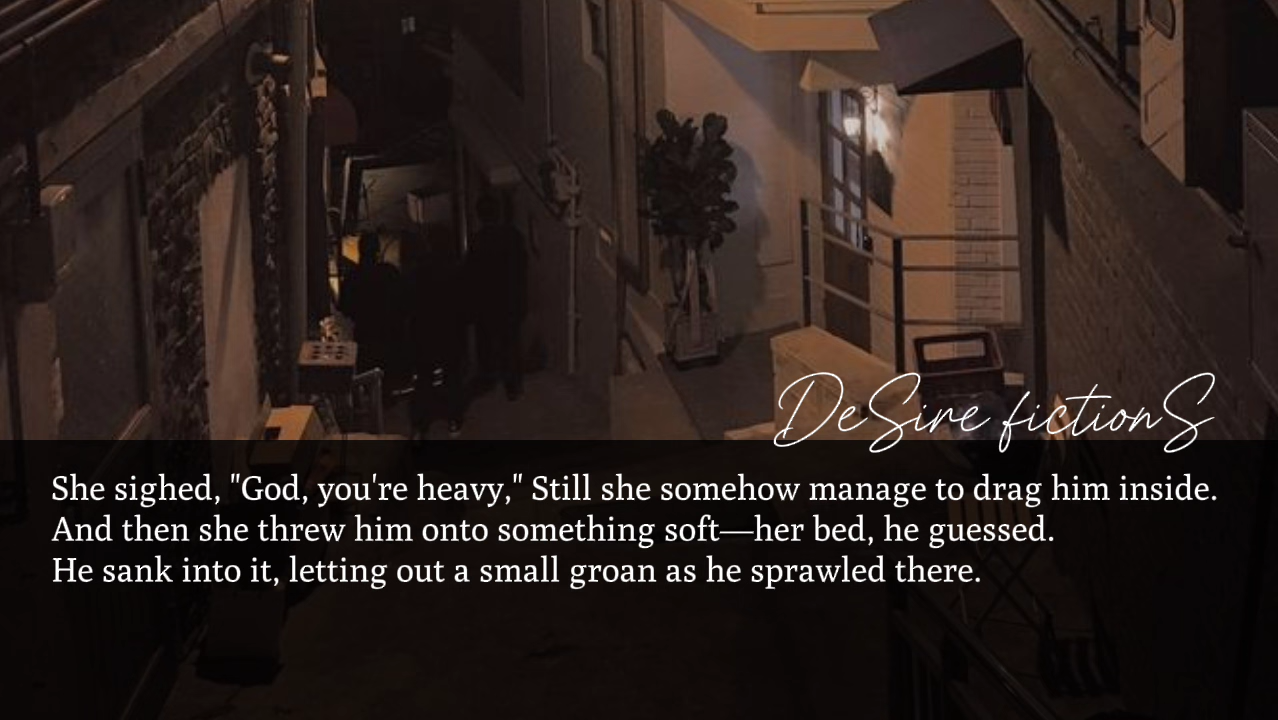 DeSire fictionS
She sighed, "God, you're heavy," Still she somehow manage to drag him inside.
And then she threw him onto something soft—her bed, he guessed.
He sank into it, letting out a small groan as he sprawled there.